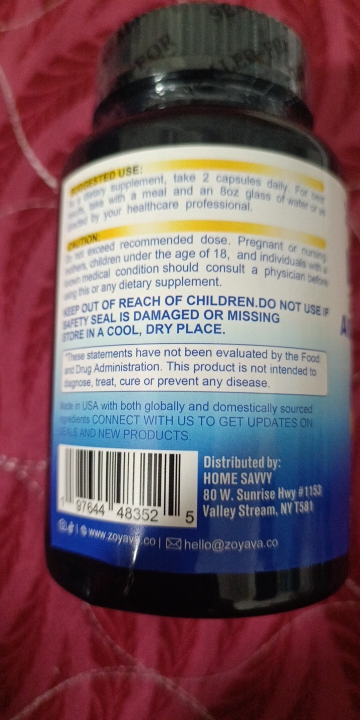 SUGGESTED USE:
dietary supplement, take 2 capsules daily. For best
take with a meal and an 8oz glass of water or as
directed by your healthcare professional.
CAUTION:
Do not exceed recommended dose. Pregnant or nursing
mothers, children under the age of 18, and individuals with a
known medical condition should consult a physician before
using this or any dietary supplement.
KEEP OUT OF REACH OF CHILDREN.DO NOT USE IF
SAFETY SEAL IS DAMAGED OR MISSING
STORE IN A COOL, DRY PLACE.
*These statements have not been evaluated by the Food
and Drug Administration. This product is not intended to
diagnose, treat, cure or prevent any disease.
Made in USA with both globally and domestically sourced
ingredients CONNECT WITH US TO GET UPDATES ON
DEALS AND NEW PRODUCTS.
1 97644 48352 5
Distributed by:
HOME SAVVY
80 W. Sunrise Hwy #1153
Valley Stream, NY 1581
| www.zoyava.co | hello@zoyava.co